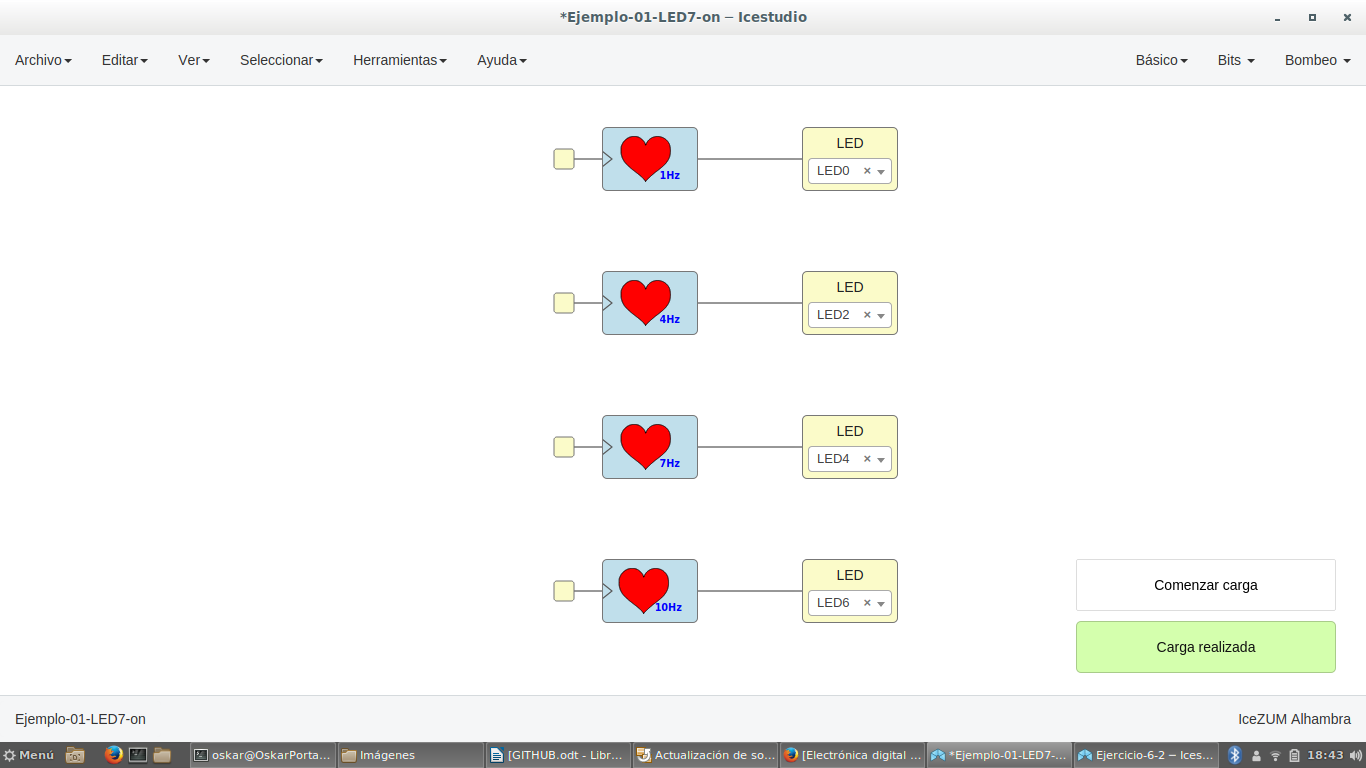 *Ejemplo-01-LED7-on – Icestudio
Archivo Editar Ver Seleccionar Herramientas Ayuda Básico Bits Bombeo
LED
LED0 ×
1Hz
LED
LED2 ×
4Hz
LED
LED4 ×
7Hz
LED
LED6 ×
10Hz
Comenzar carga
Carga realizada
Ejemplo-01-LED7-on IceZUM Alhambra
Menú oskar@OskarPorta... Imágenes [GITHUB.odt - Libr... Actualización de so... [Electrónica digital ... *Ejemplo-01-LED7-... Ejercicio-6-2 – Ices... 18:43